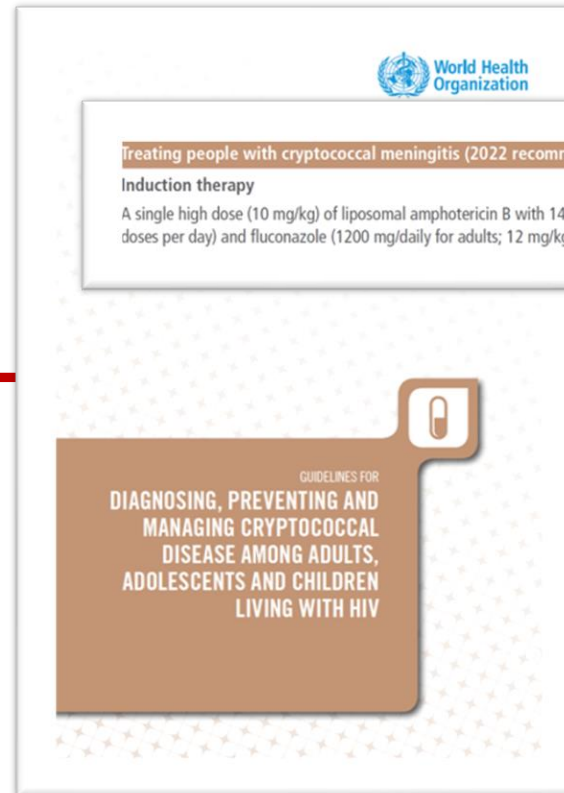 World Health
Organization
Treating people with cryptococcal meningitis (2022
Induction therapy
A single high dose (10 mg/kg) of liposomal amphotericin B with 14
doses per day) and fluconazole (1200 mg/daily for adults; 12
GUIDELINES FOR
DIAGNOSING, PREVENTING AND
MANAGING CRYPTOCOCCAL
DISEASE AMONG ADULTS,
ADOLESCENTS AND CHILDREN
LIVING WITH HIV